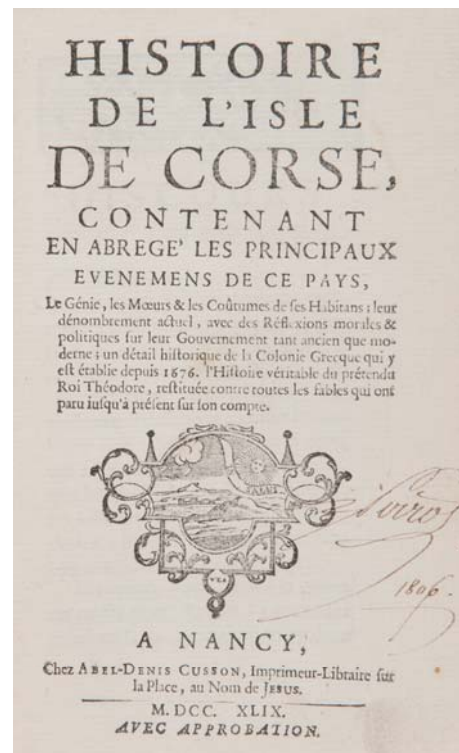 HISTOIRE
DE L'ISLE
DE CORSE,
CONTENANT
EN ABREGE' LES PRINCIPAUX
EVENEMENS DE CE PAYS,
Le Génie, les Mœurs & les Coûtumes de ses Habitans ; leur
dénombrement actuel, avec des Réflexions morales &
politiques sur leur Gouvernement tant ancien que mo-
derne ; un détail historique de la Colonie Grecque qui y
est établie depuis 1676. l'Histoire véritable du prétendu
Roi Théodore, restituée contre toutes les fables qui ont
paru jusqu'à présent sur son compte.
1806.
A NANCY,
Chez ABEL-DENIS CUSSON, Imprimeur-Libraire sur
la Place, au Nom de JESUS.
M. DCC. XLIX.
AVEC APPROBATION.